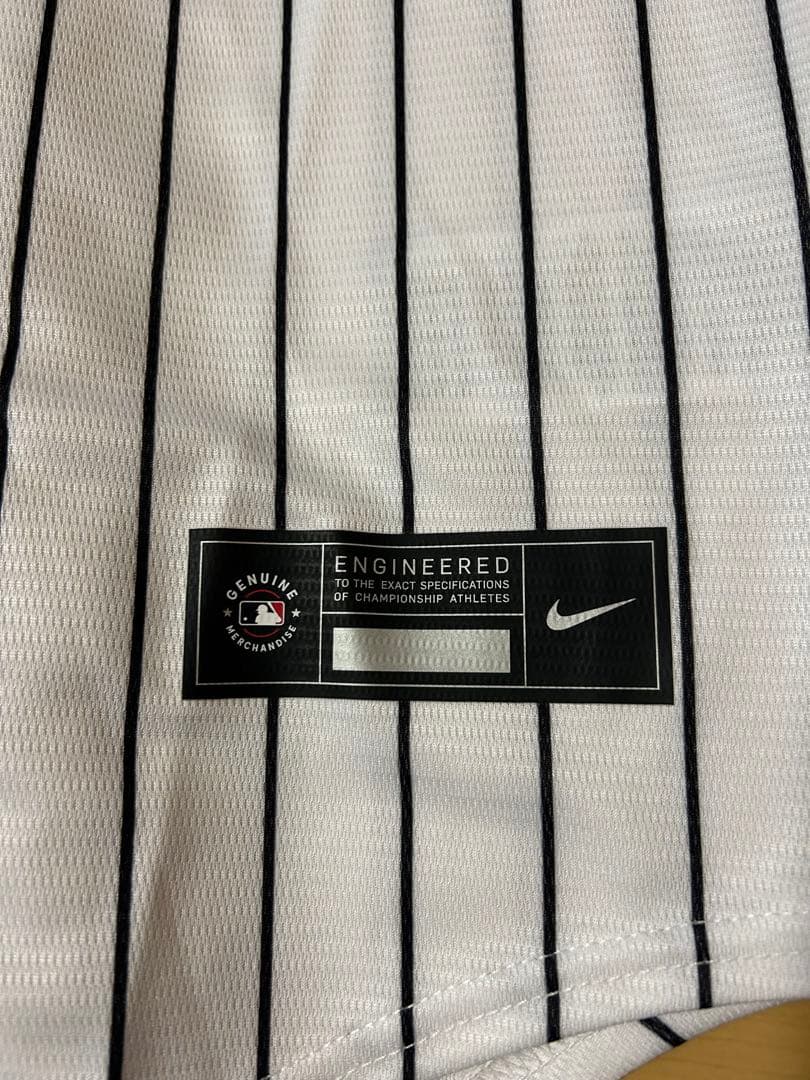 GENUINE
MERCHANDISE
ENGINEERED
TO THE EXACT SPECIFICATIONS
OF CHAMPIONSHIP ATHLETES